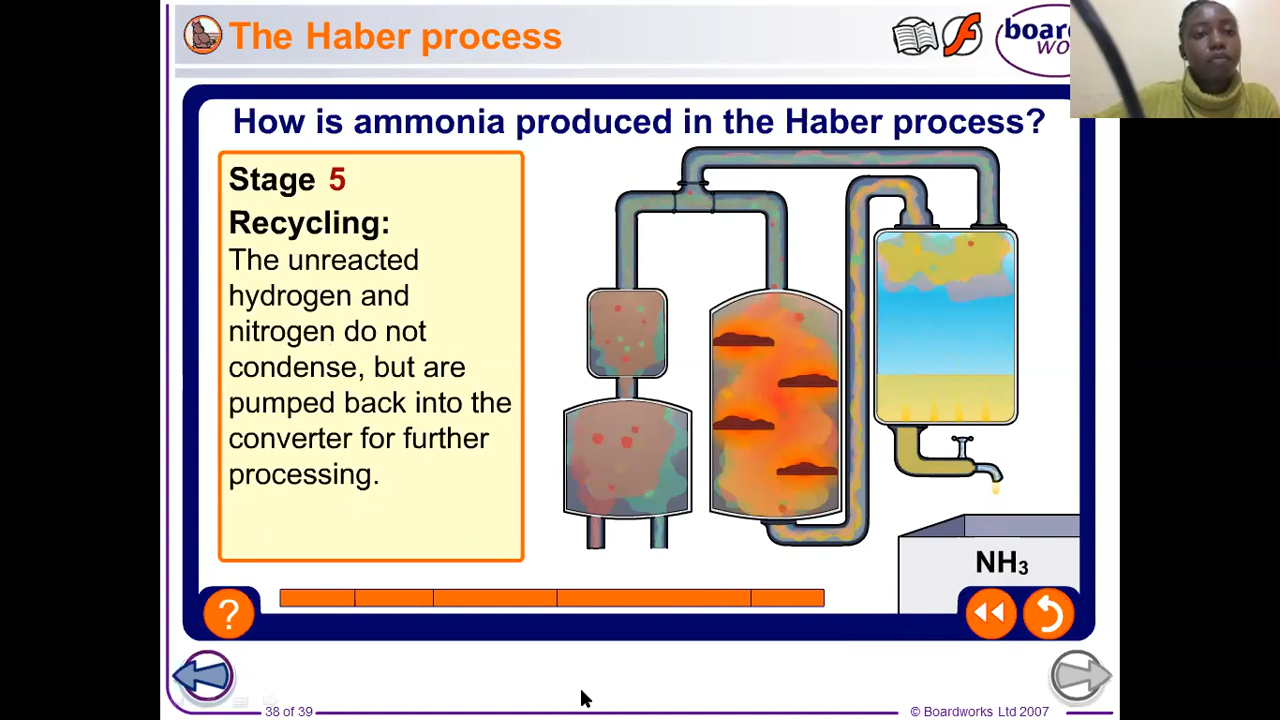 The Haber process
boar
wo
How is ammonia produced in the Haber process?
Stage 5
Recycling:
The unreacted
hydrogen and
nitrogen do not
condense, but are
pumped back into the
converter for further
processing.
NH₃
?
38 of 39
© Boardworks Ltd 2007